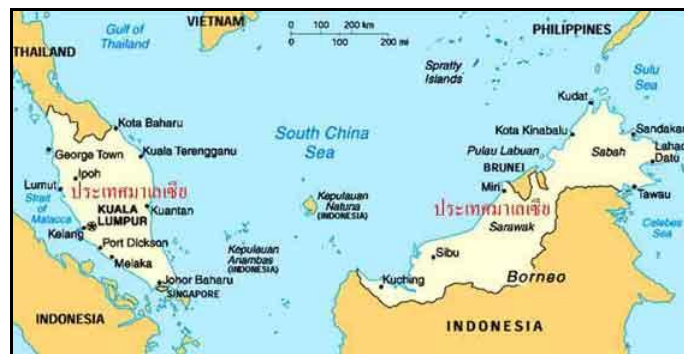 Gulf of
Thailand
VIETNAM
0 100 200 km
0 100 200 mi
PHILIPPINES
THAILAND
Spratly
Islands
Sulu
Sea
Kudat
Kota Baharu
South China
Sea
Kota Kinabalu
Sandakan
George Town
Kuala Terengganu
Pulau Labuan
Sabah
Lahad
Datu
Ipoh
BRUNEI
Lumut
ประเทศมาเลเซีย
Miri
Tawau
Strait
of
Malacca
KUALA
LUMPUR
Kuantan
Kepulauan
Natuna
(INDONESIA)
ประเทศมาเลเซีย
Sarawak
Celebes
Sea
Kelang
Port Dickson
Kepulauan
Anambas
(INDONESIA)
Sibu
Melaka
Johor Baharu
SINGAPORE
Kuching
Borneo
INDONESIA
INDONESIA